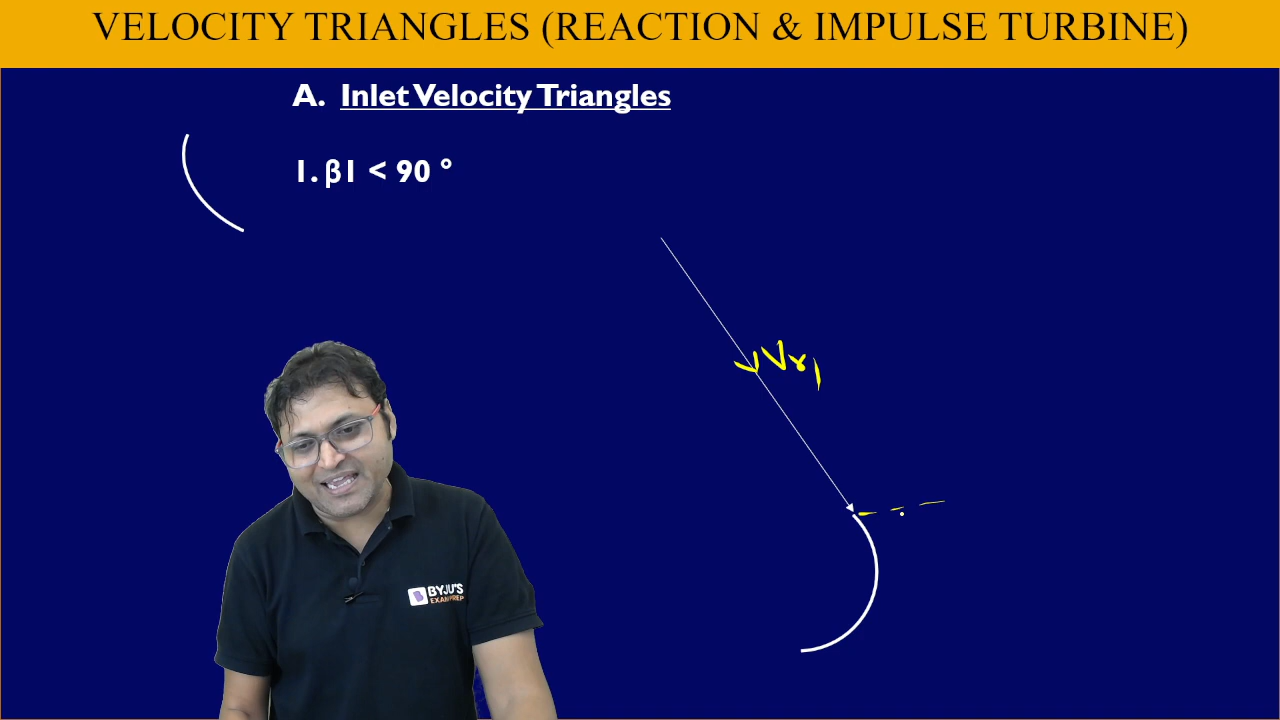 VELOCITY TRIANGLES (REACTION & IMPULSE TURBINE)
A. Inlet Velocity Triangles
1. β1 < 90 °
Vr1
BYJU'S
EXAM PREP